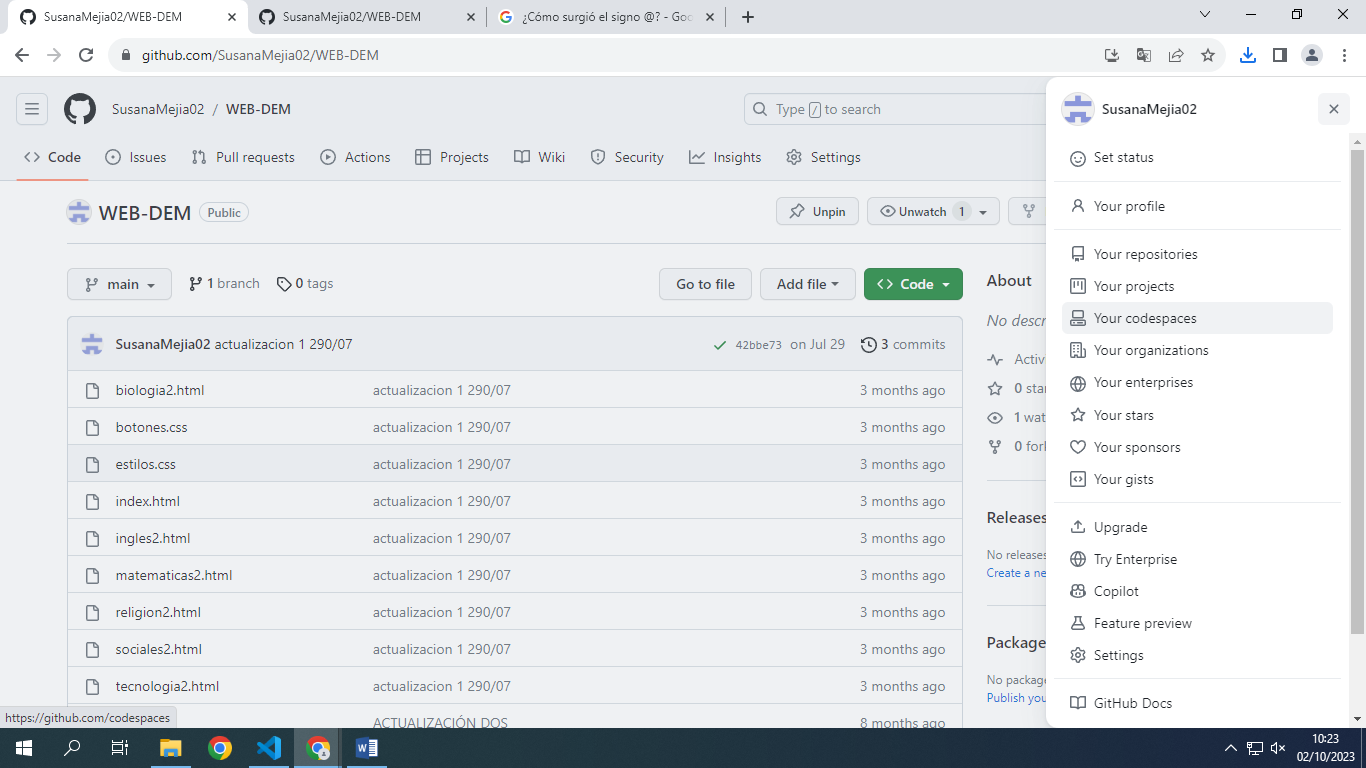 SusanaMejia02/WEB-DEM
SusanaMejia02/WEB-DEM
¿Cómo surgió el signo @? - Goo
github.com/SusanaMejia02/WEB-DEM
SusanaMejia02 / WEB-DEM
Type / to search
SusanaMejia02
Code
Issues
Pull requests
Actions
Projects
Wiki
Security
Insights
Settings
Set status
WEB-DEM Public
Unpin
Unwatch 1
Your profile
Your repositories
main
1 branch
0 tags
Go to file
Add file
Code
About
Your projects
No descr
Your codespaces
SusanaMejia02 actualizacion 1 290/07
42bbe73 on Jul 29
3 commits
Activ
Your organizations
biologia2.html actualizacion 1 290/07 3 months ago
0 star
Your enterprises
botones.css actualizacion 1 290/07 3 months ago
1 wat
Your stars
estilos.css actualizacion 1 290/07 3 months ago
0 fork
Your sponsors
index.html actualizacion 1 290/07 3 months ago
Your gists
Releases
ingles2.html actualizacion 1 290/07 3 months ago
No releases
Create a ne
Upgrade
matematicas2.html actualizacion 1 290/07 3 months ago
Try Enterprise
religion2.html actualizacion 1 290/07 3 months ago
Copilot
sociales2.html actualizacion 1 290/07 3 months ago
Package
Feature preview
tecnologia2.html actualizacion 1 290/07 3 months ago
No package
Publish you
Settings
ACTUALIZACIÓN DOS 8 months ago
GitHub Docs
https://github.com/codespaces
10:23
02/10/2023